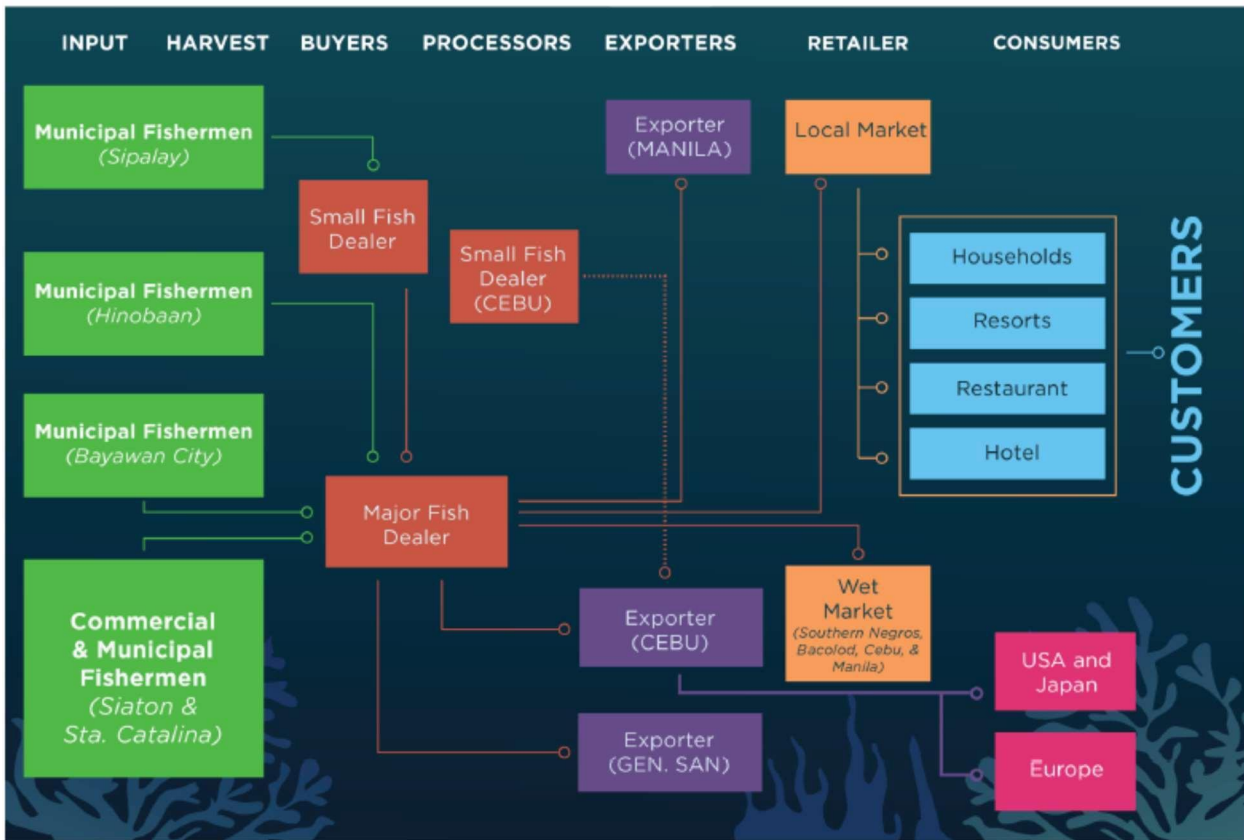 INPUT HARVEST BUYERS PROCESSORS EXPORTERS RETAILER CONSUMERS
Municipal Fishermen
(Sipalay)
Small Fish
Dealer
Small Fish
Dealer
(CEBU)
Exporter
(MANILA)
Local Market
Municipal Fishermen
(Hinobaan)
Households
Resorts
Restaurant
Hotel
CUSTOMERS
Municipal Fishermen
(Bayawan City)
Major Fish
Dealer
Commercial
& Municipal
Fishermen
(Siaton &
Sta. Catalina)
Exporter
(CEBU)
Wet
Market
(Southern Negros,
Bacolod, Cebu, &
Manila)
USA and
Japan
Exporter
(GEN. SAN)
Europe